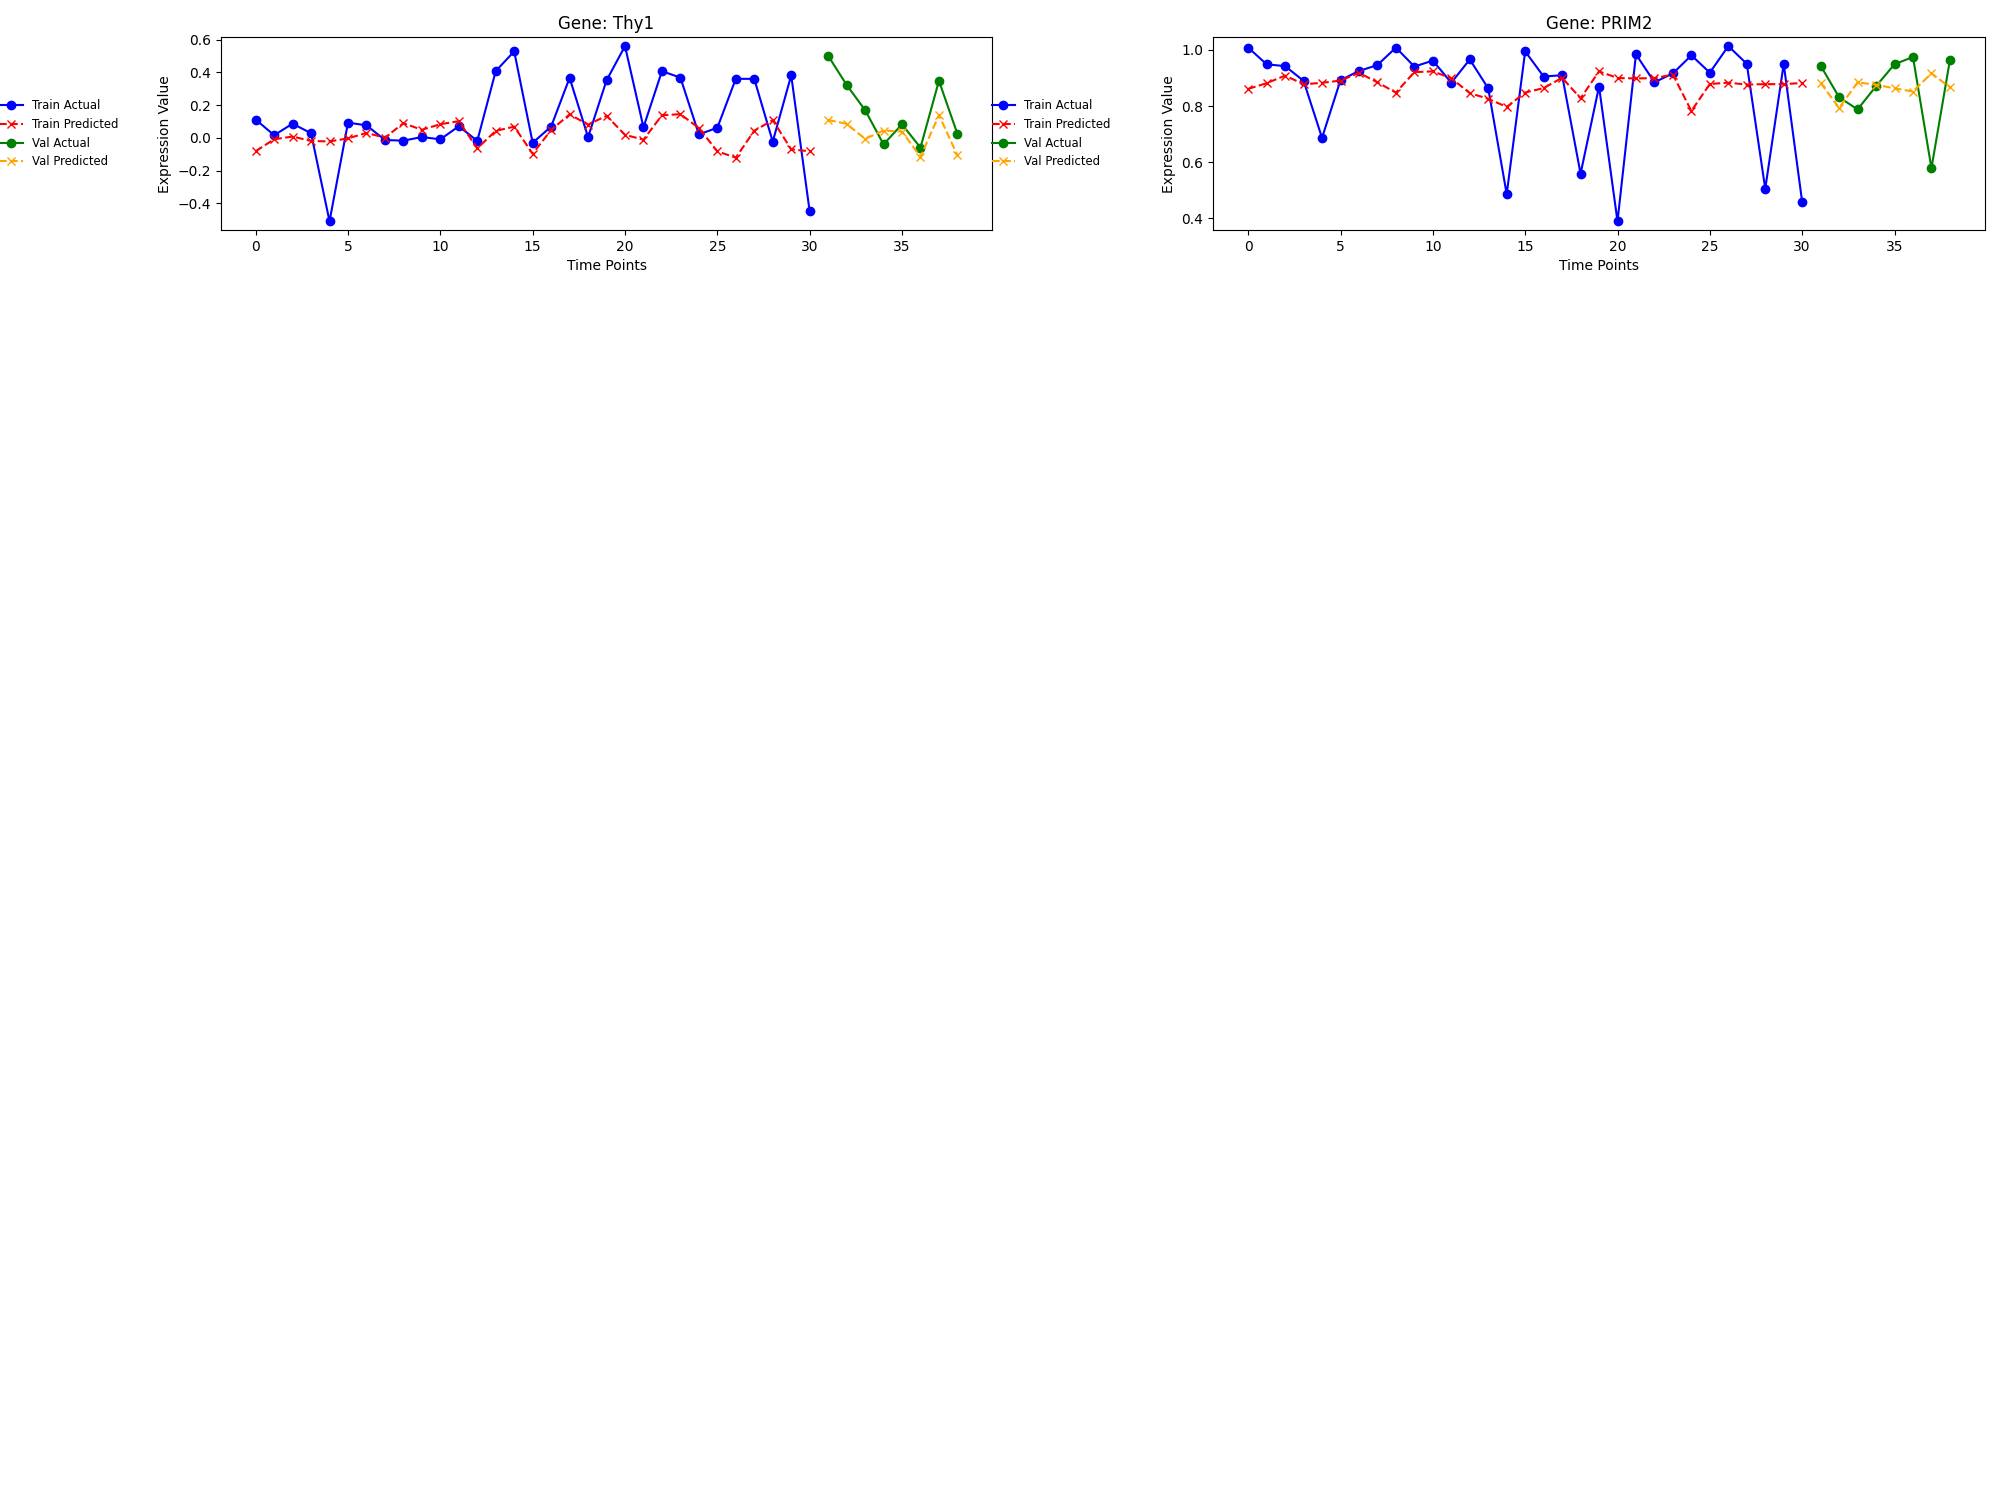 Gene: Thy1
Train Actual
Train Predicted
Val Actual
Val Predicted
Expression Value
0.6
0.4
0.2
0.0
−0.2
−0.4
0 5 10 15 20 25 30 35
Time Points
Gene: PRIM2
Train Actual
Train Predicted
Val Actual
Val Predicted
Expression Value
1.0
0.8
0.6
0.4
0 5 10 15 20 25 30 35
Time Points